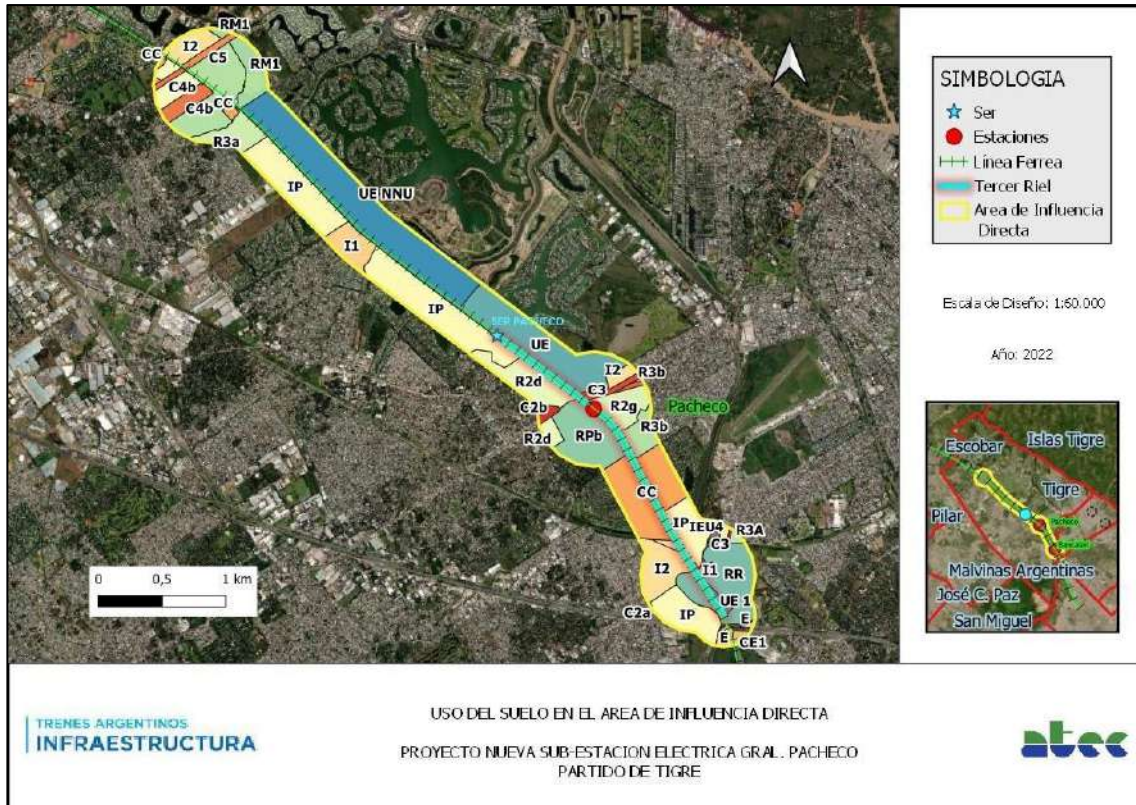 RM1
I2
CC
C5
RM1
C4b
CC
C4b
R3a
IP
UE NNU
I1
IP
SER PACHECO
UE
I2
R3b
R2d
C3
C2b
R2g
Pacheco
R2d
RPb
R3b
CC
IP
IEU4
R3A
C3
I2
I1
RR
C2a
IP
UE 1
E
E
CE1
0 0,5 1 km
SIMBOLOGIA
Ser
Estaciones
Línea Ferrea
Tercer Riel
Area de Influencia
Directa
Escala de Diseño: 1:60.000
Año: 2022
Escobar
Islas Tigre
Tigre
Pilar
Pacheco
Malvinas Argentinas
José C. Paz
San Miguel
TRENES ARGENTINOS
INFRAESTRUCTURA
USO DEL SUELO EN EL AREA DE INFLUENCIA DIRECTA
PROYECTO NUEVA SUB-ESTACION ELECTRICA GRAL. PACHECO
PARTIDO DE TIGRE
atec